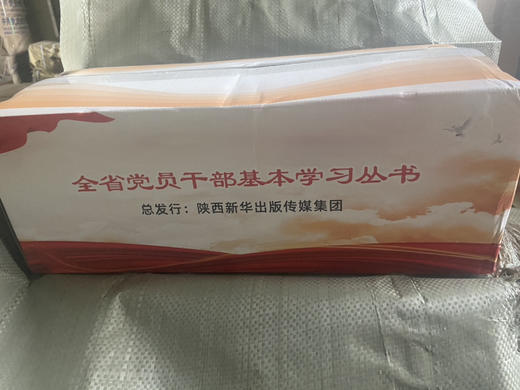 全省党员干部基本学习丛书
总发行：陕西新华出版传媒集团